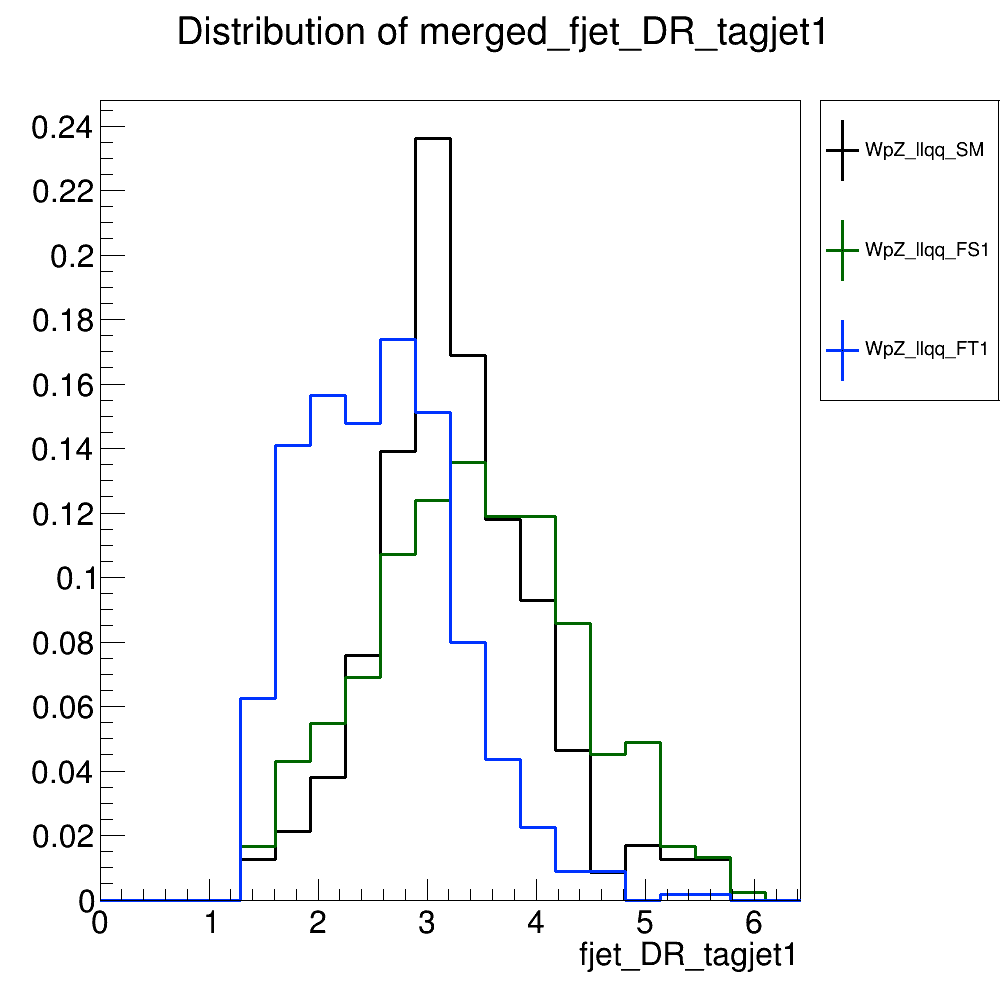 Distribution of merged_fjet_DR_tagjet1
0.24
0.22
0.2
0.18
0.16
0.14
0.12
0.1
0.08
0.06
0.04
0.02
0
0 1 2 3 4 5 6
fjet_DR_tagjet1
WpZ_llqq_SM
WpZ_llqq_FS1
WpZ_llqq_FT1